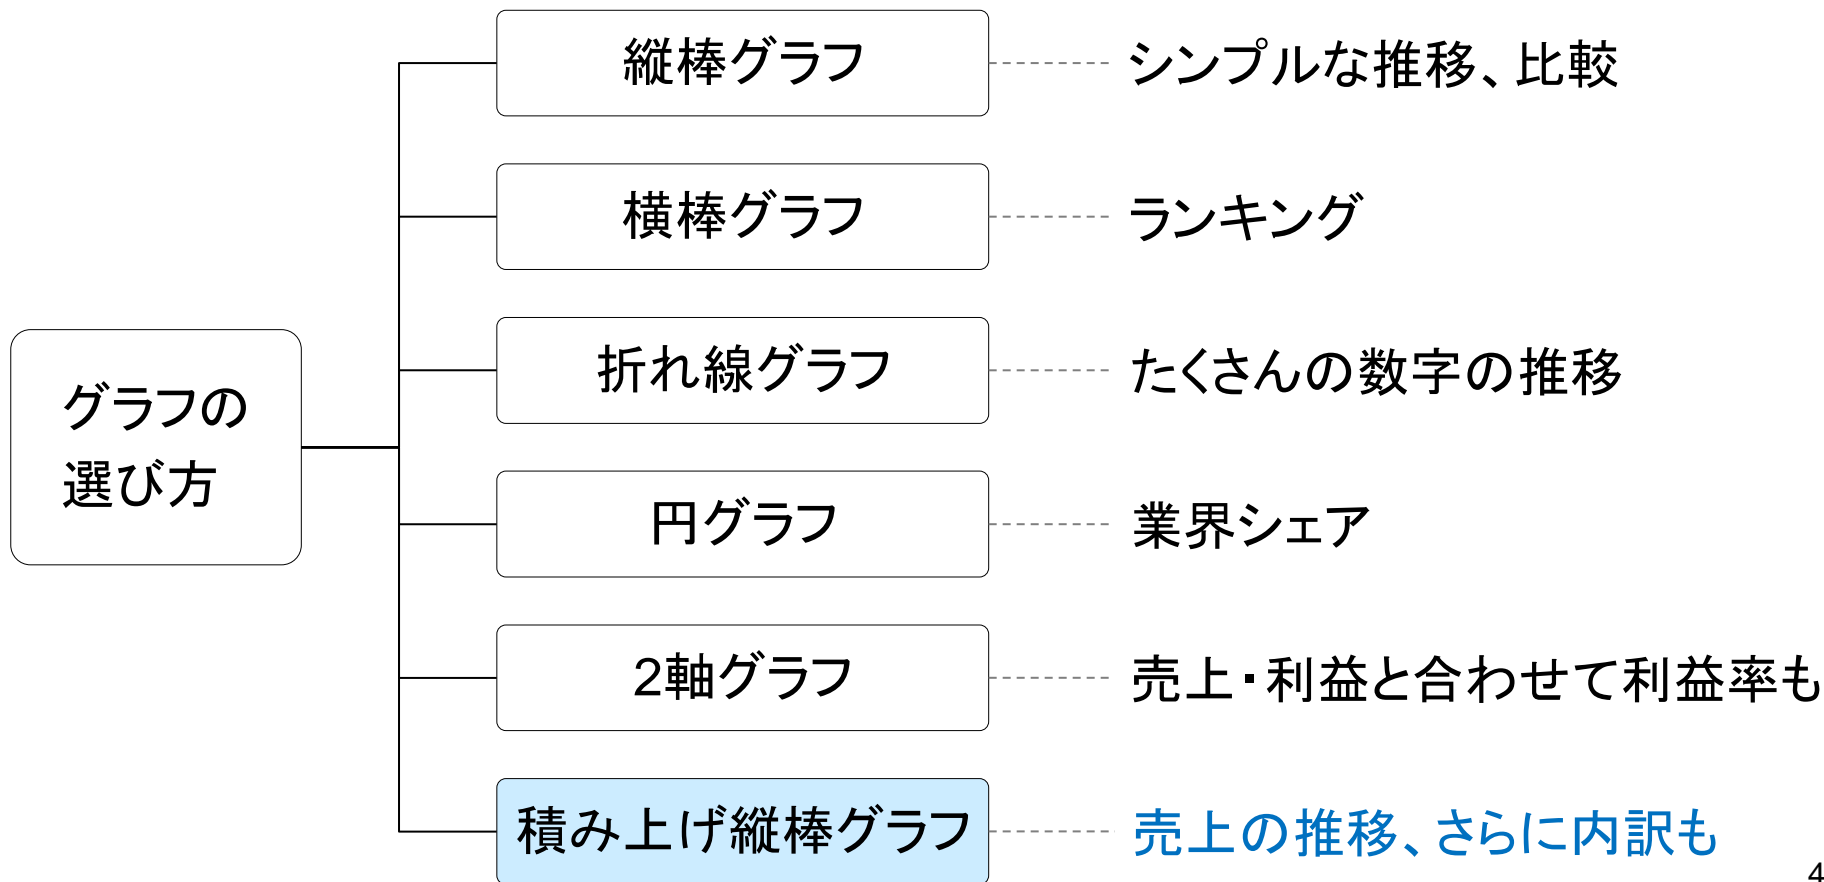 縦棒グラフ
シンプルな推移、比較
横棒グラフ
ランキング
折れ線グラフ
たくさんの数字の推移
グラフの
選び方
円グラフ
業界シェア
2軸グラフ
売上・利益と合わせて利益率も
積み上げ縦棒グラフ
売上の推移、さらに内訳も
4